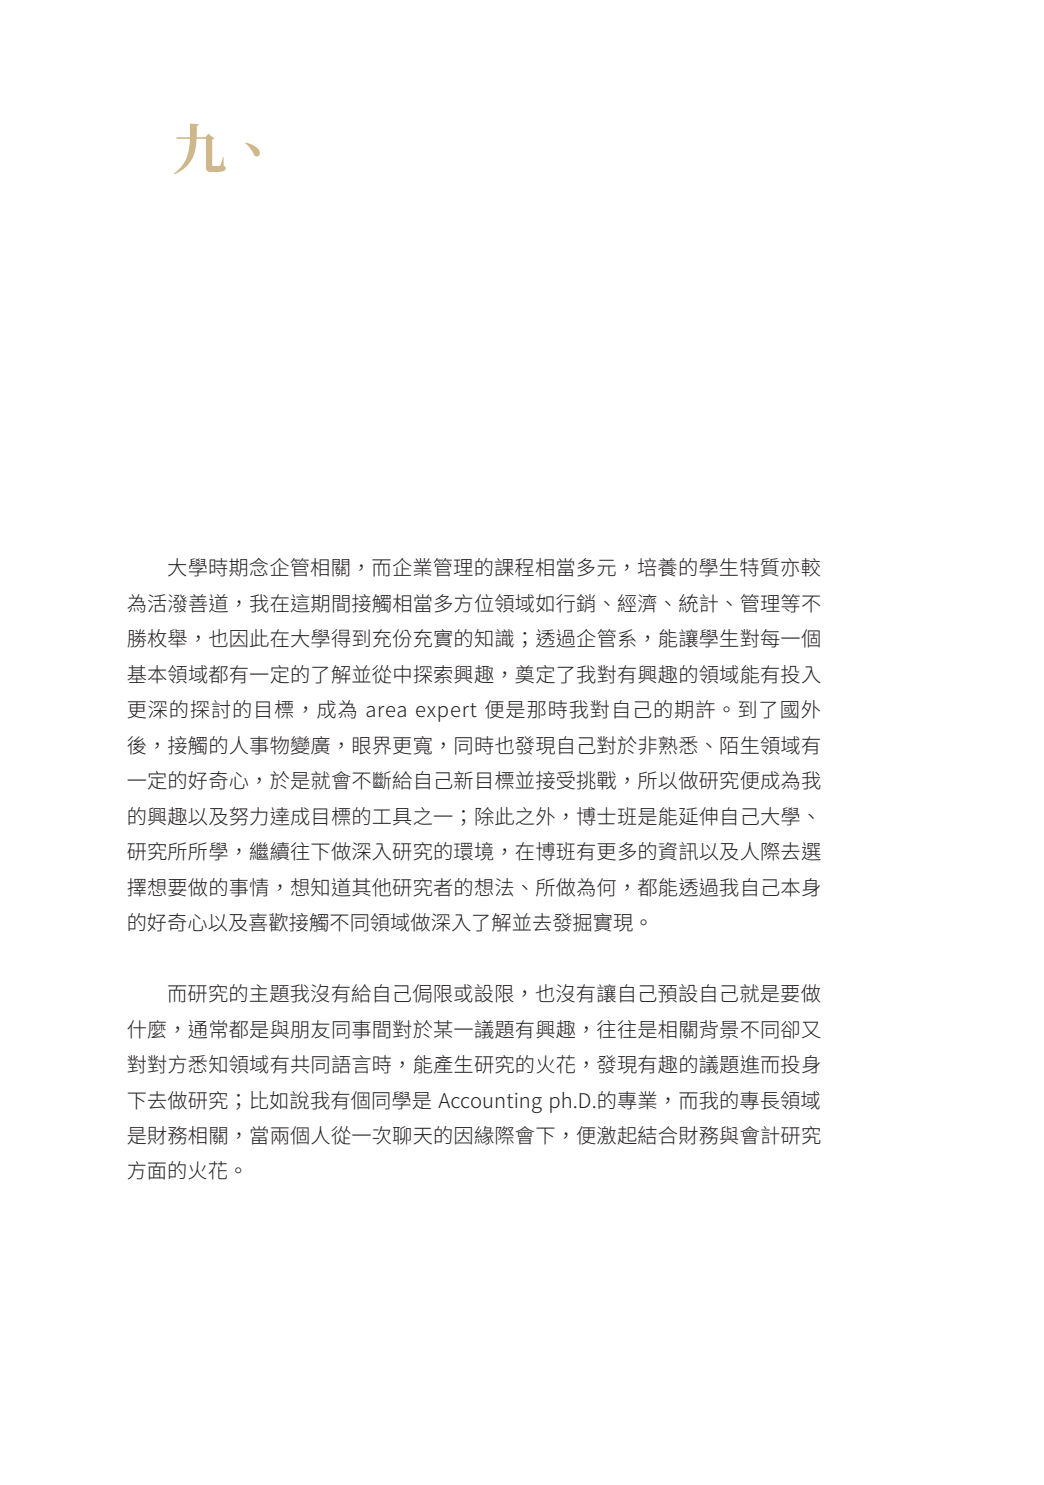 九、
大學時期念企管相關，而企業管理的課程相當多元，培養的學生特質亦較
為活潑善道，我在這期間接觸相當多方位領域如行銷、經濟、統計、管理等不
勝枚舉，也因此在大學得到充份充實的知識；透過企管系，能讓學生對每一個
基本領域都有一定的了解並從中探索興趣，奠定了我對有興趣的領域能有投入
更深的探討的目標，成為 area expert 便是那時我對自己的期許。到了國外
後，接觸的人事物變廣，眼界更寬，同時也發現自己對於非熟悉、陌生領域有
一定的好奇心，於是就會不斷給自己新目標並接受挑戰，所以做研究便成為我
的興趣以及努力達成目標的工具之一；除此之外，博士班是能延伸自己大學、
研究所所學，繼續往下做深入研究的環境，在博班有更多的資訊以及人際去選
擇想要做的事情，想知道其他研究者的想法、所做為何，都能透過我自己本身
的好奇心以及喜歡接觸不同領域做深入了解並去發掘實現。
而研究的主題我沒有給自己侷限或設限，也沒有讓自己預設自己就是要做
什麼，通常都是與朋友同事間對於某一議題有興趣，往往是相關背景不同卻又
對對方悉知領域有共同語言時，能產生研究的火花，發現有趣的議題進而投身
下去做研究；比如說我有個同學是 Accounting ph.D.的專業，而我的專長領域
是財務相關，當兩個人從一次聊天的因緣際會下，便激起結合財務與會計研究
方面的火花。